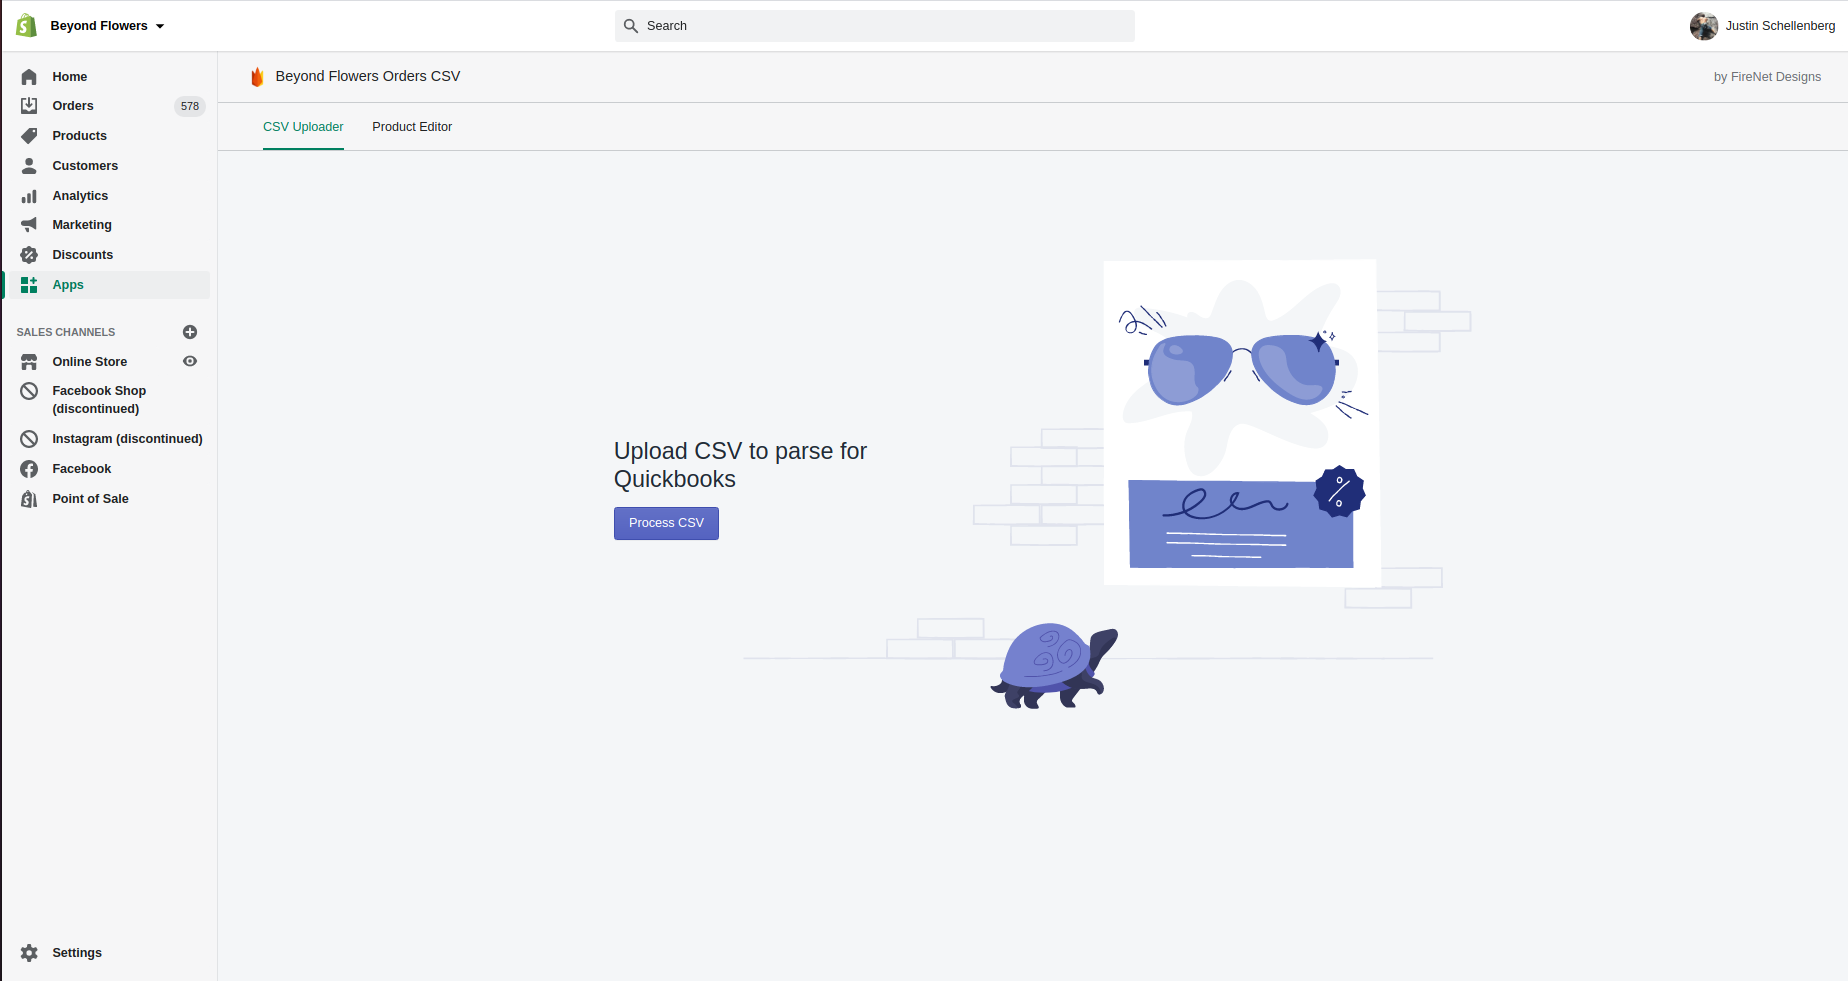 Beyond Flowers
Search
Justin Schellenberg
Home
Orders
578
Products
Customers
Analytics
Marketing
Discounts
Apps
SALES CHANNELS
Online Store
Facebook Shop
(discontinued)
Instagram (discontinued)
Facebook
Point of Sale
Settings
Beyond Flowers Orders CSV
by FireNet Designs
CSV Uploader
Product Editor
Upload CSV to parse for
Quickbooks
Process CSV
%